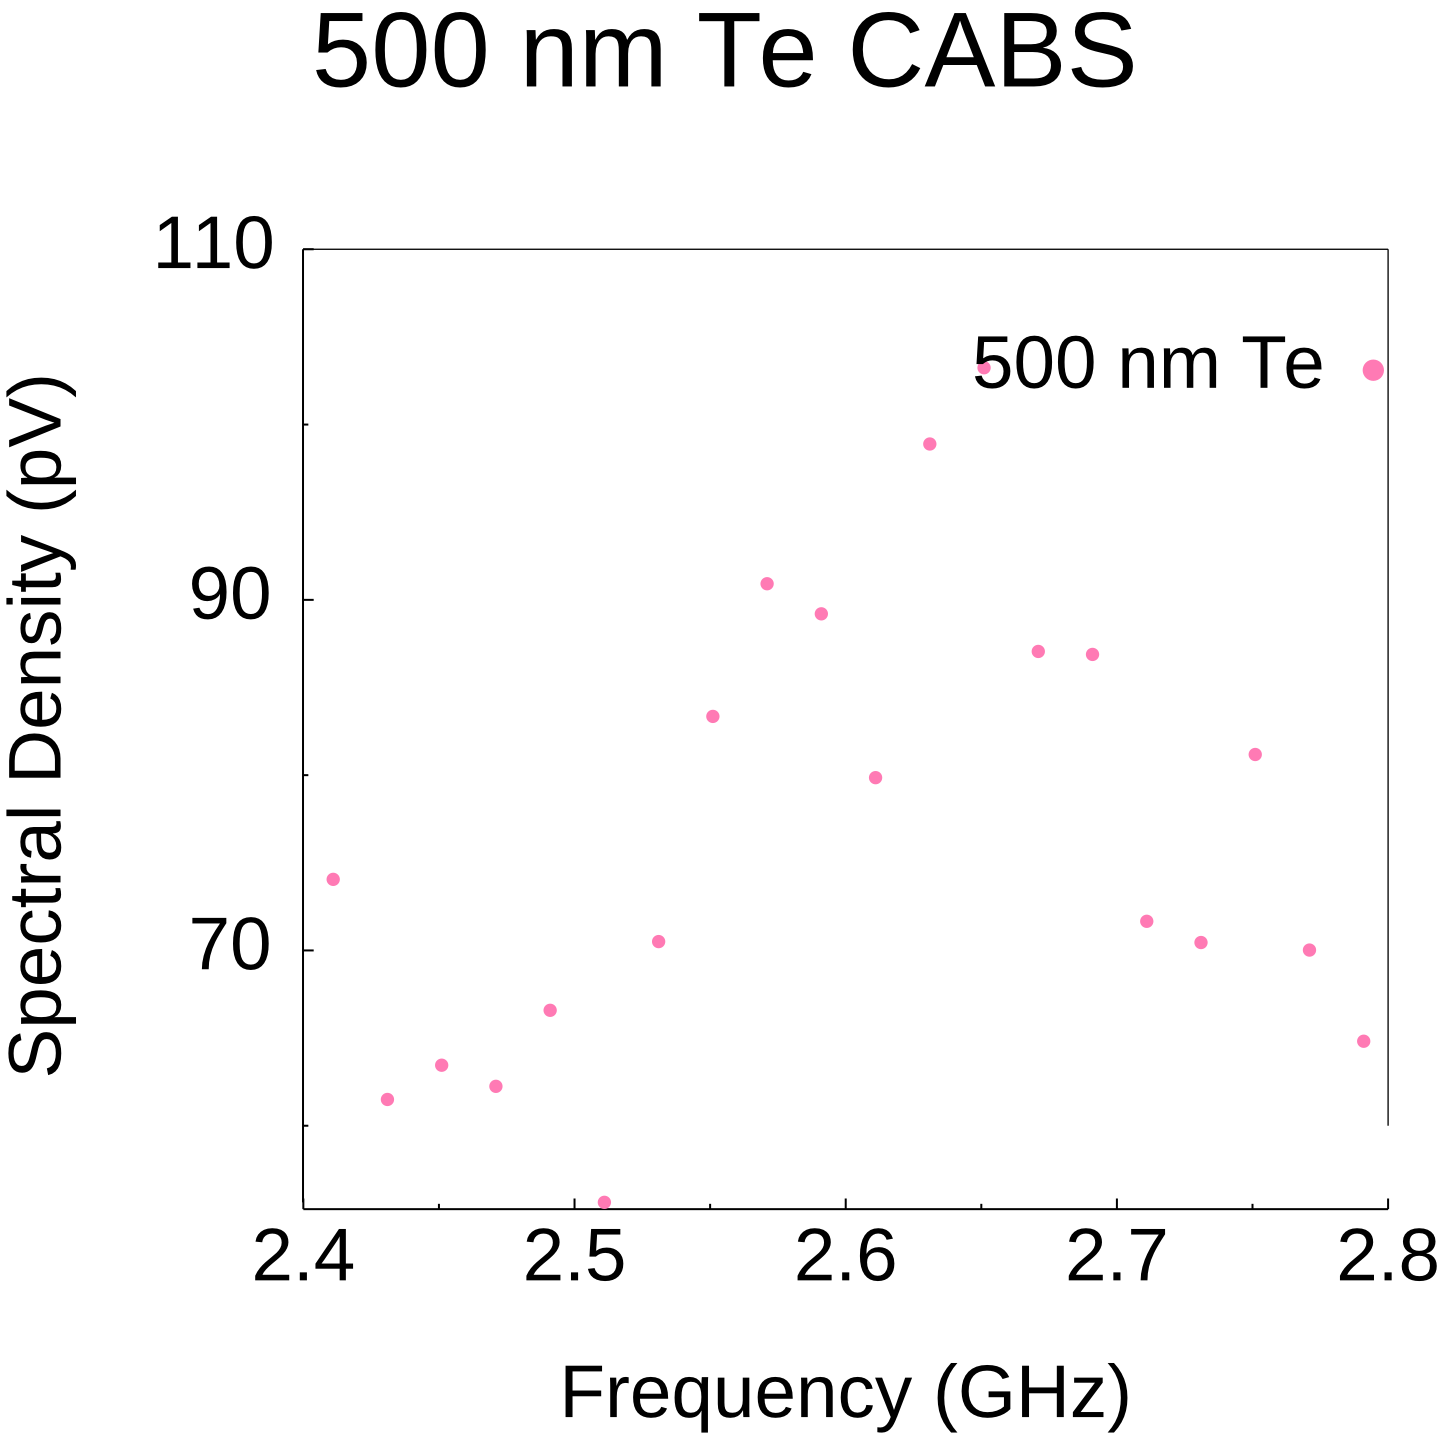 500 nm Te CABS
110
500 nm Te
90
70
Spectral Density (pV)
2.4 2.5 2.6 2.7 2.8
Frequency (GHz)